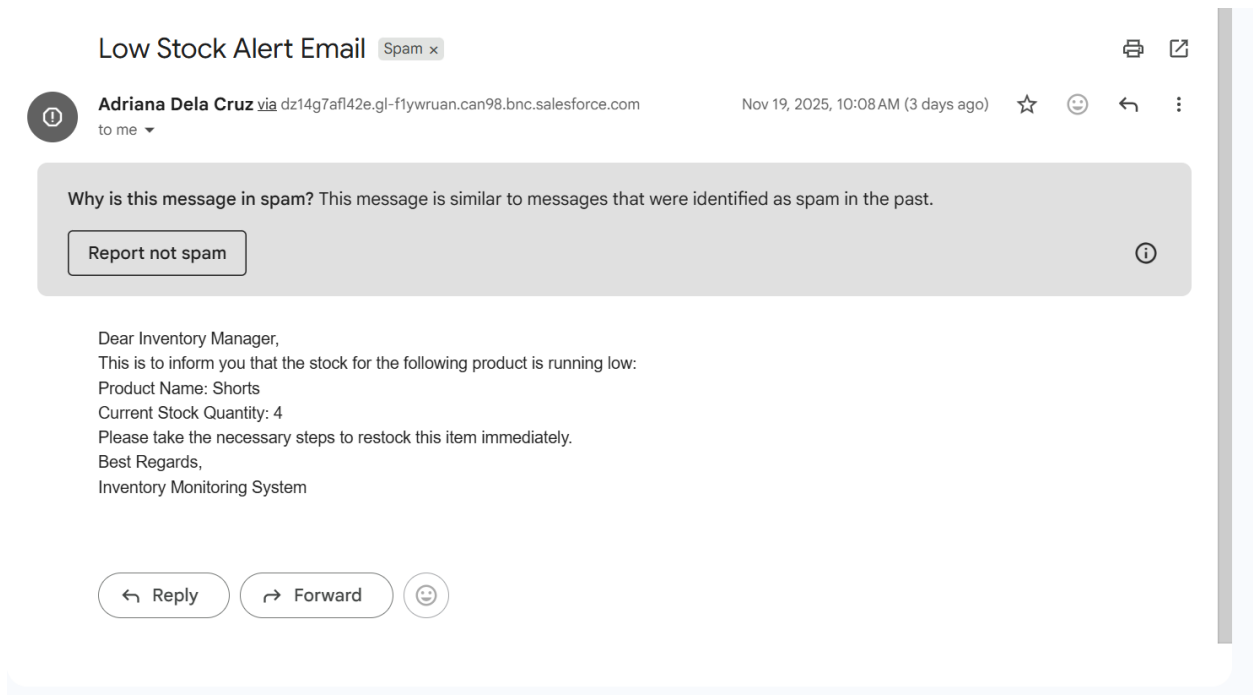 Low Stock Alert Email Spam x
Adriana Dela Cruz via dz14g7afl42e.gl-f1ywruan.can98.bnc.salesforce.com Nov 19, 2025, 10:08 AM (3 days ago)
to me
Why is this message in spam? This message is similar to messages that were identified as spam in the past.
Report not spam
Dear Inventory Manager,
This is to inform you that the stock for the following product is running low:
Product Name: Shorts
Current Stock Quantity: 4
Please take the necessary steps to restock this item immediately.
Best Regards,
Inventory Monitoring System
Reply Forward